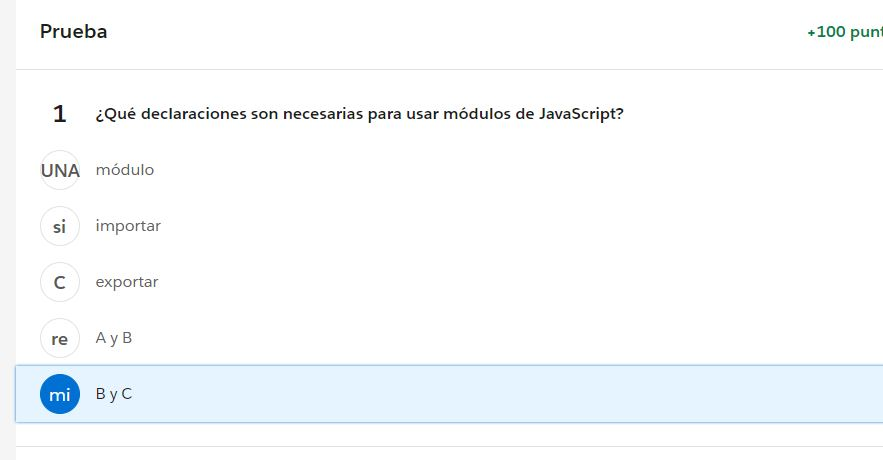 Prueba
+100 punt
1 ¿Qué declaraciones son necesarias para usar módulos de JavaScript?
UNA módulo
si importar
C exportar
re A y B
mi B y C